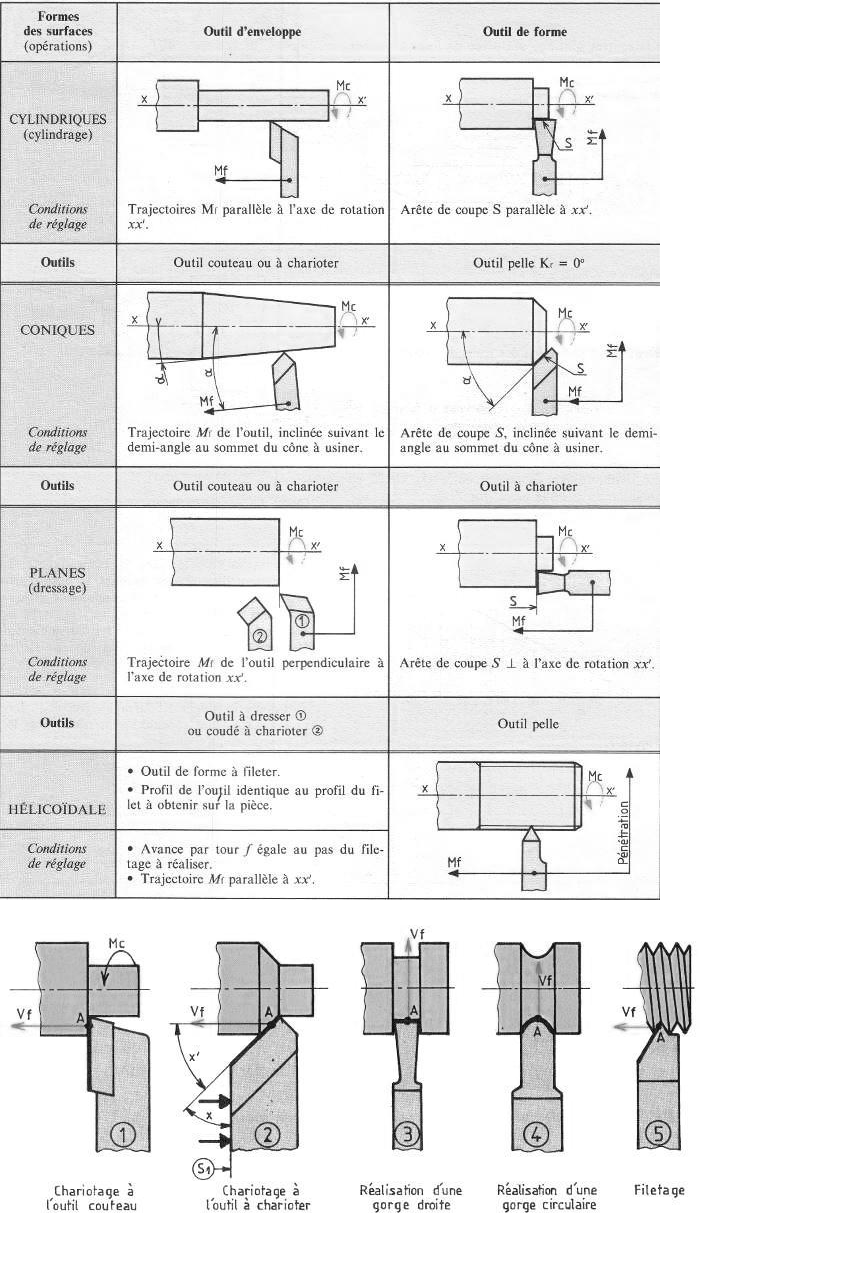 Formes
des surfaces
(opérations)
Outil d'enveloppe
Outil de forme
CYLINDRIQUES
(cylindrage)
x
Mc
x'
Mf
x
Mc
x'
S
Mf
Conditions
de réglage
Trajectoires Mf parallèle à l'axe de rotation
xx'.
Arête de coupe S parallèle à xx'.
Outils
Outil couteau ou à charioter
Outil pelle Kr = 0°
CONIQUES
x
Mc
x'
α
α
Mf
x
Mc
x'
α
S
Mf
Mf
Conditions
de réglage
Trajectoire Mf de l'outil, inclinée suivant le
demi-angle au sommet du cône à usiner.
Arête de coupe S, inclinée suivant le demi-
angle au sommet du cône à usiner.
Outils
Outil couteau ou à charioter
Outil à charioter
PLANES
(dressage)
x
Mc
x'
Mf
①
②
x
Mc
x'
S
Mf
Conditions
de réglage
Trajectoire Mf de l'outil perpendiculaire à
l'axe de rotation xx'.
Arête de coupe S ⊥ à l'axe de rotation xx'.
Outils
Outil à dresser ①
ou coudé à charioter ②
Outil pelle
HÉLICOÏDALE
• Outil de forme à fileter.
• Profil de l'outil identique au profil du fi-
let à obtenir sur la pièce.
x
Mc
x'
Mf
Pénétration
Conditions
de réglage
• Avance par tour f égale au pas du file-
tage à réaliser.
• Trajectoire Mf parallèle à xx'.
Mc
Vf
A
①
Vf
A
x'
x
②
S1
Vf
A
③
Vf
A
④
Vf
A
⑤
Chariotage à
l'outil couteau
Chariotage à
l'outil à charioter
Réalisation d'une
gorge droite
Réalisation d'une
gorge circulaire
Filetage